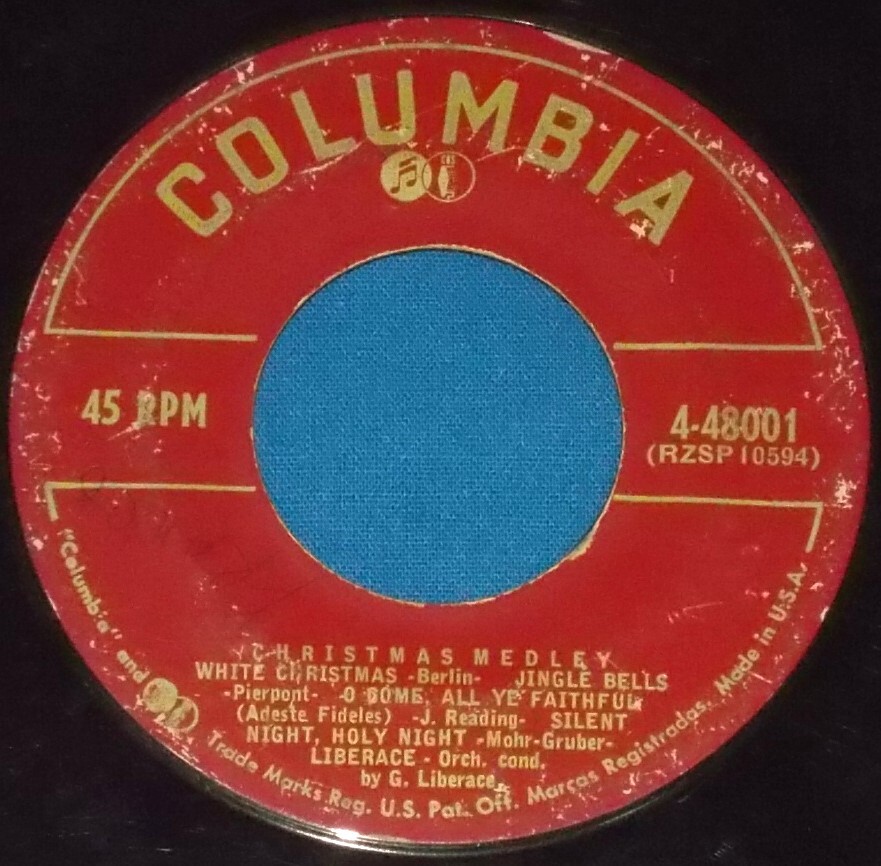 COLUMBIA
45 RPM
4-48001
(RZSP 10594)
CHRISTMAS MEDLEY
WHITE CHRISTMAS -Berlin- JINGLE BELLS
-Pierpont- O COME, ALL YE FAITHFUL
(Adeste Fideles) -J. Reading- SILENT
NIGHT, HOLY NIGHT -Mohr-Gruber-
LIBERACE - Orch. cond.
by G. Liberace
"Columbia" and Trade Marks Reg. U.S. Pat. Off. Marcas Registradas. Made in U.S.A.